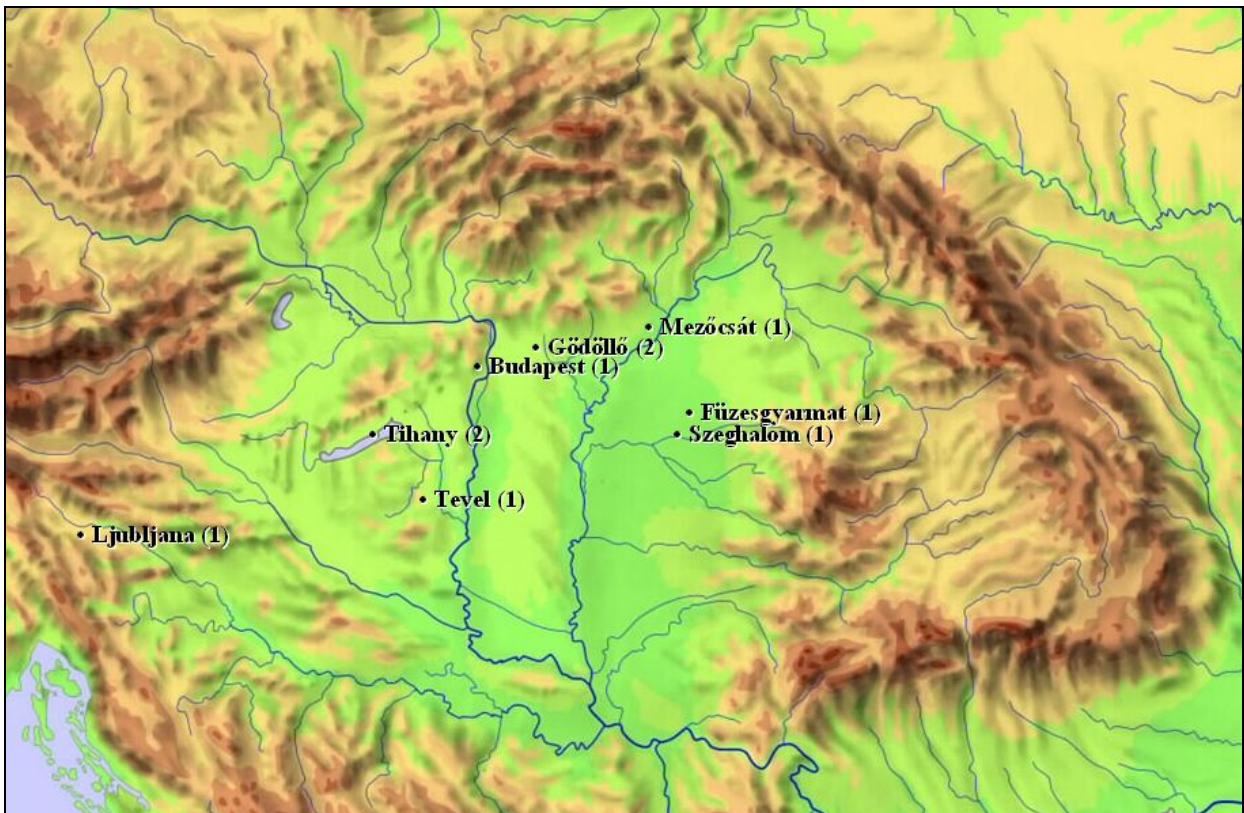 Mezőcsát (1)
Gödöllő (2)
Budapest (1)
Füzesgyarmat (1)
Tihany (2)
Szeghalom (1)
Tevel (1)
Ljubljana (1)